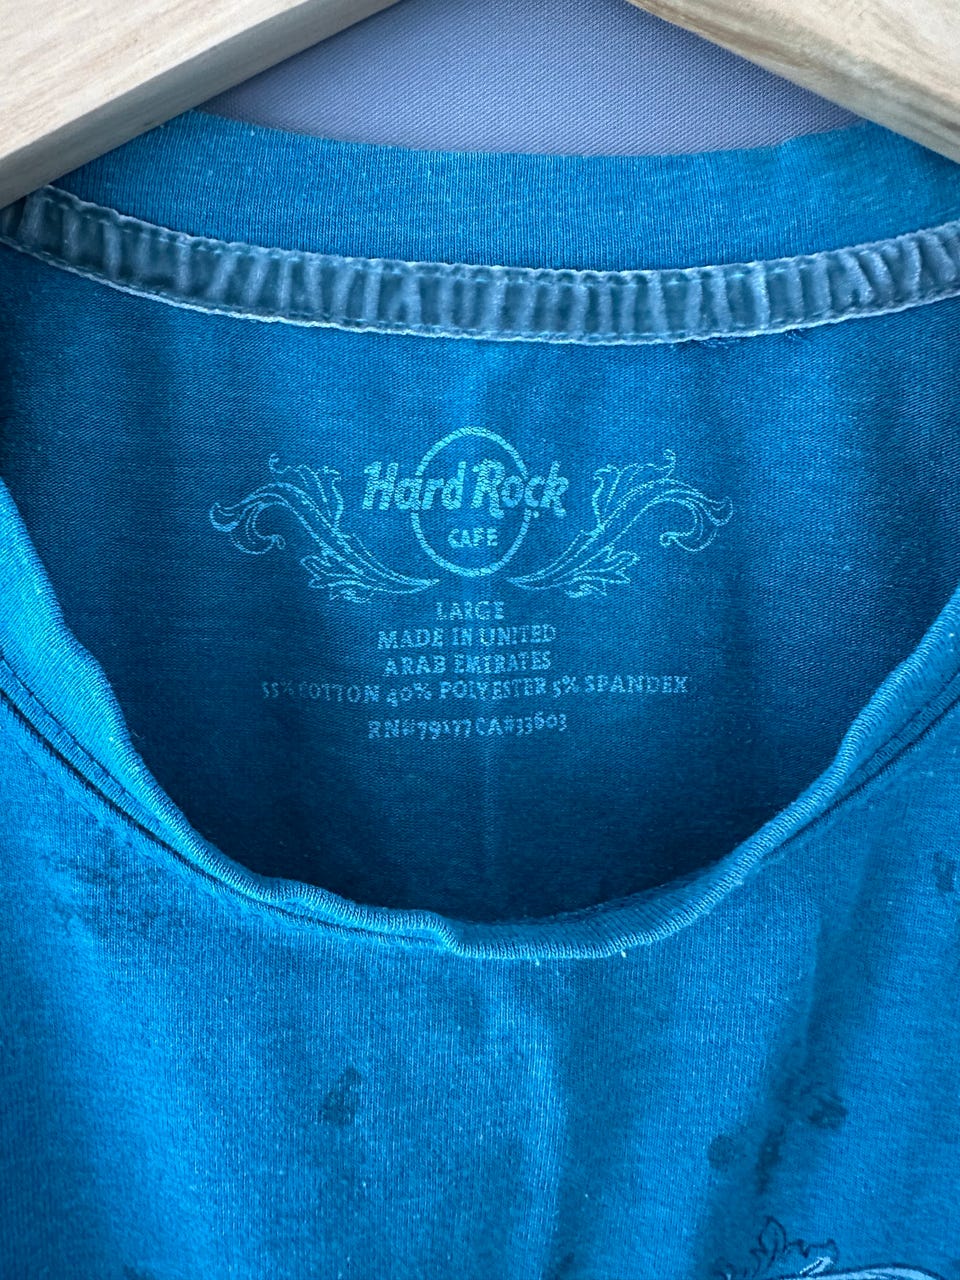 Hard Rock
CAFE
LARGE
MADE IN UNITED
ARAB EMIRATES
55% COTTON 40% POLYESTER 5% SPANDEX
RN#79177 CA#33603